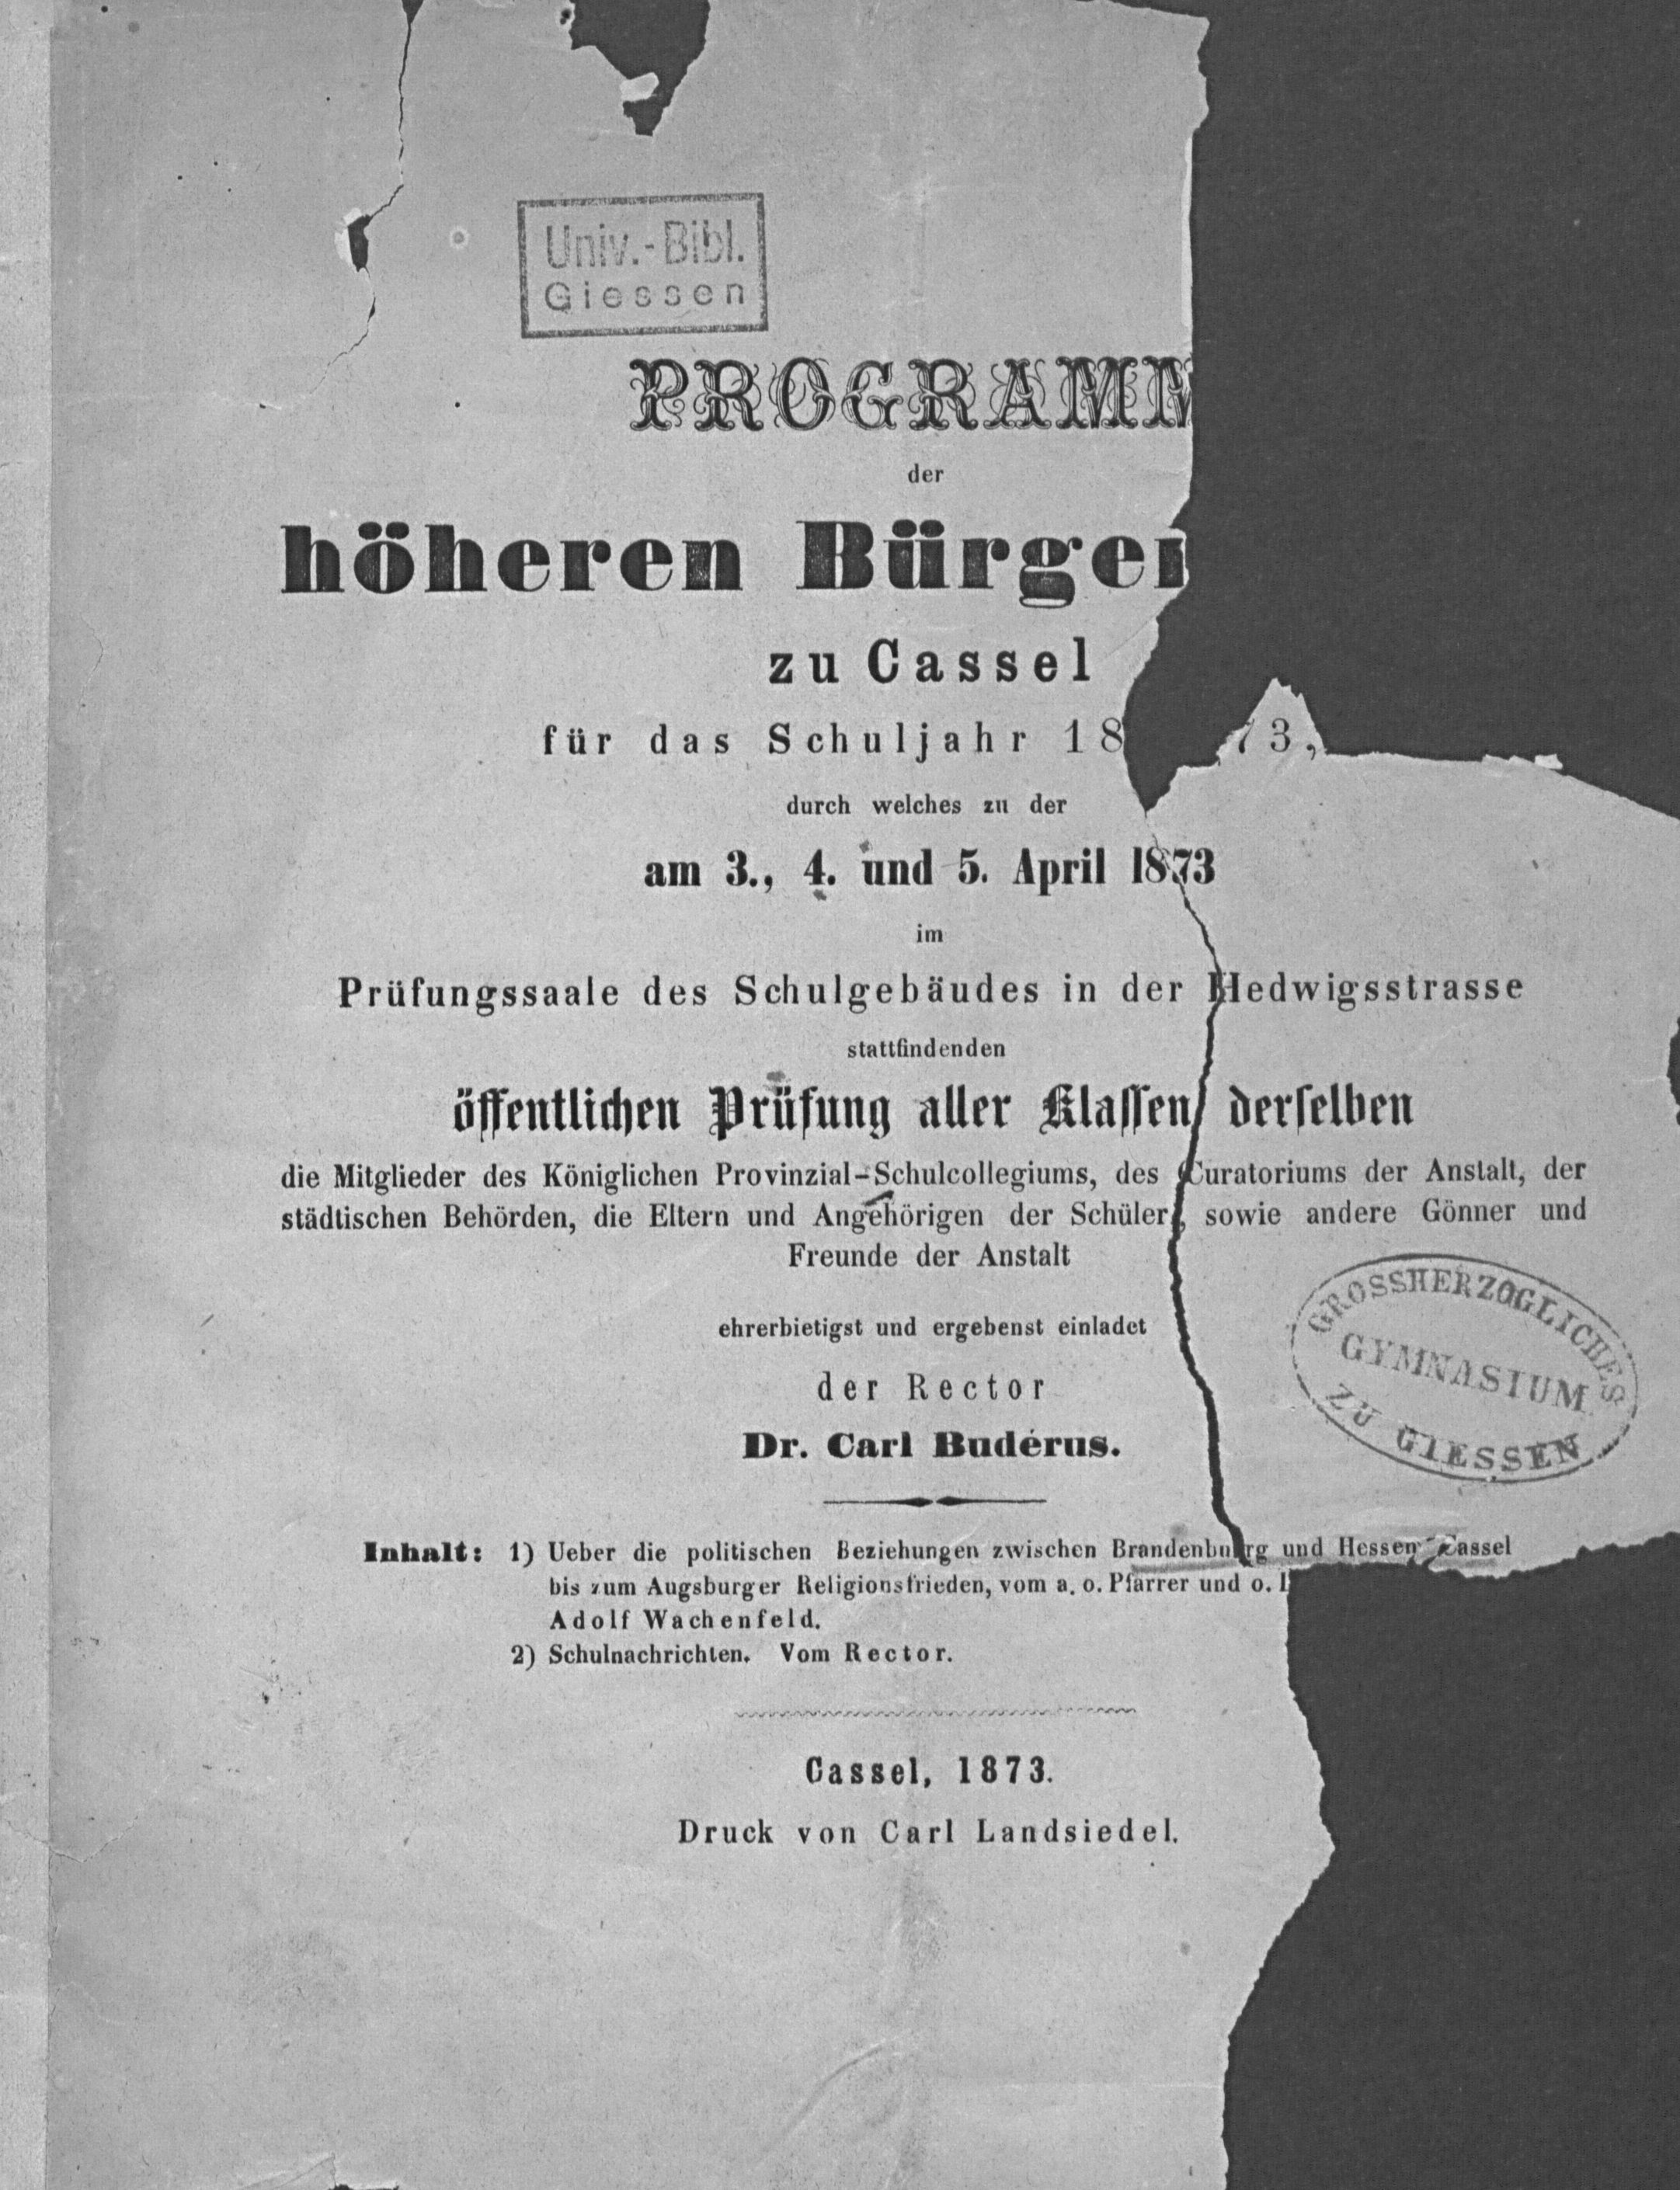 Univ.-Bibl.
Giessen
PROGRAMM
der
höheren
zu Cassel
für das Schuljahr
durch welches zu der
am 3., 4. und 5. April 1873
im
Prüfungssaale des Schulgebäudes in der Hedwigsstrasse
stattfindenden
öffentlichen Prüfung aller Klassen derselben
die Mitglieder des Königlichen Provinzial-Schulcollegiums, des Curatoriums der Anstalt, der
städtischen Behörden, die Eltern und Angehörigen der Schüler, sowie andere Gönner und
Freunde der Anstalt
ehrerbietigst und ergebenst einladet
der Rector
Dr. Carl Buderus.
GROSSHERZOGLICHES
GYMNASIUM
ZU GIESSEN
Inhalt: 1) Ueber die politischen Beziehungen zwischen Brandenburg und Hessen-Cassel
bis zum Augsburger Religionsfrieden, vom a. o. Pfarrer und o.
Adolf Wachenfeld.
2) Schulnachrichten. Vom Rector.
Cassel, 1873.
Druck von Carl Landsiedel.